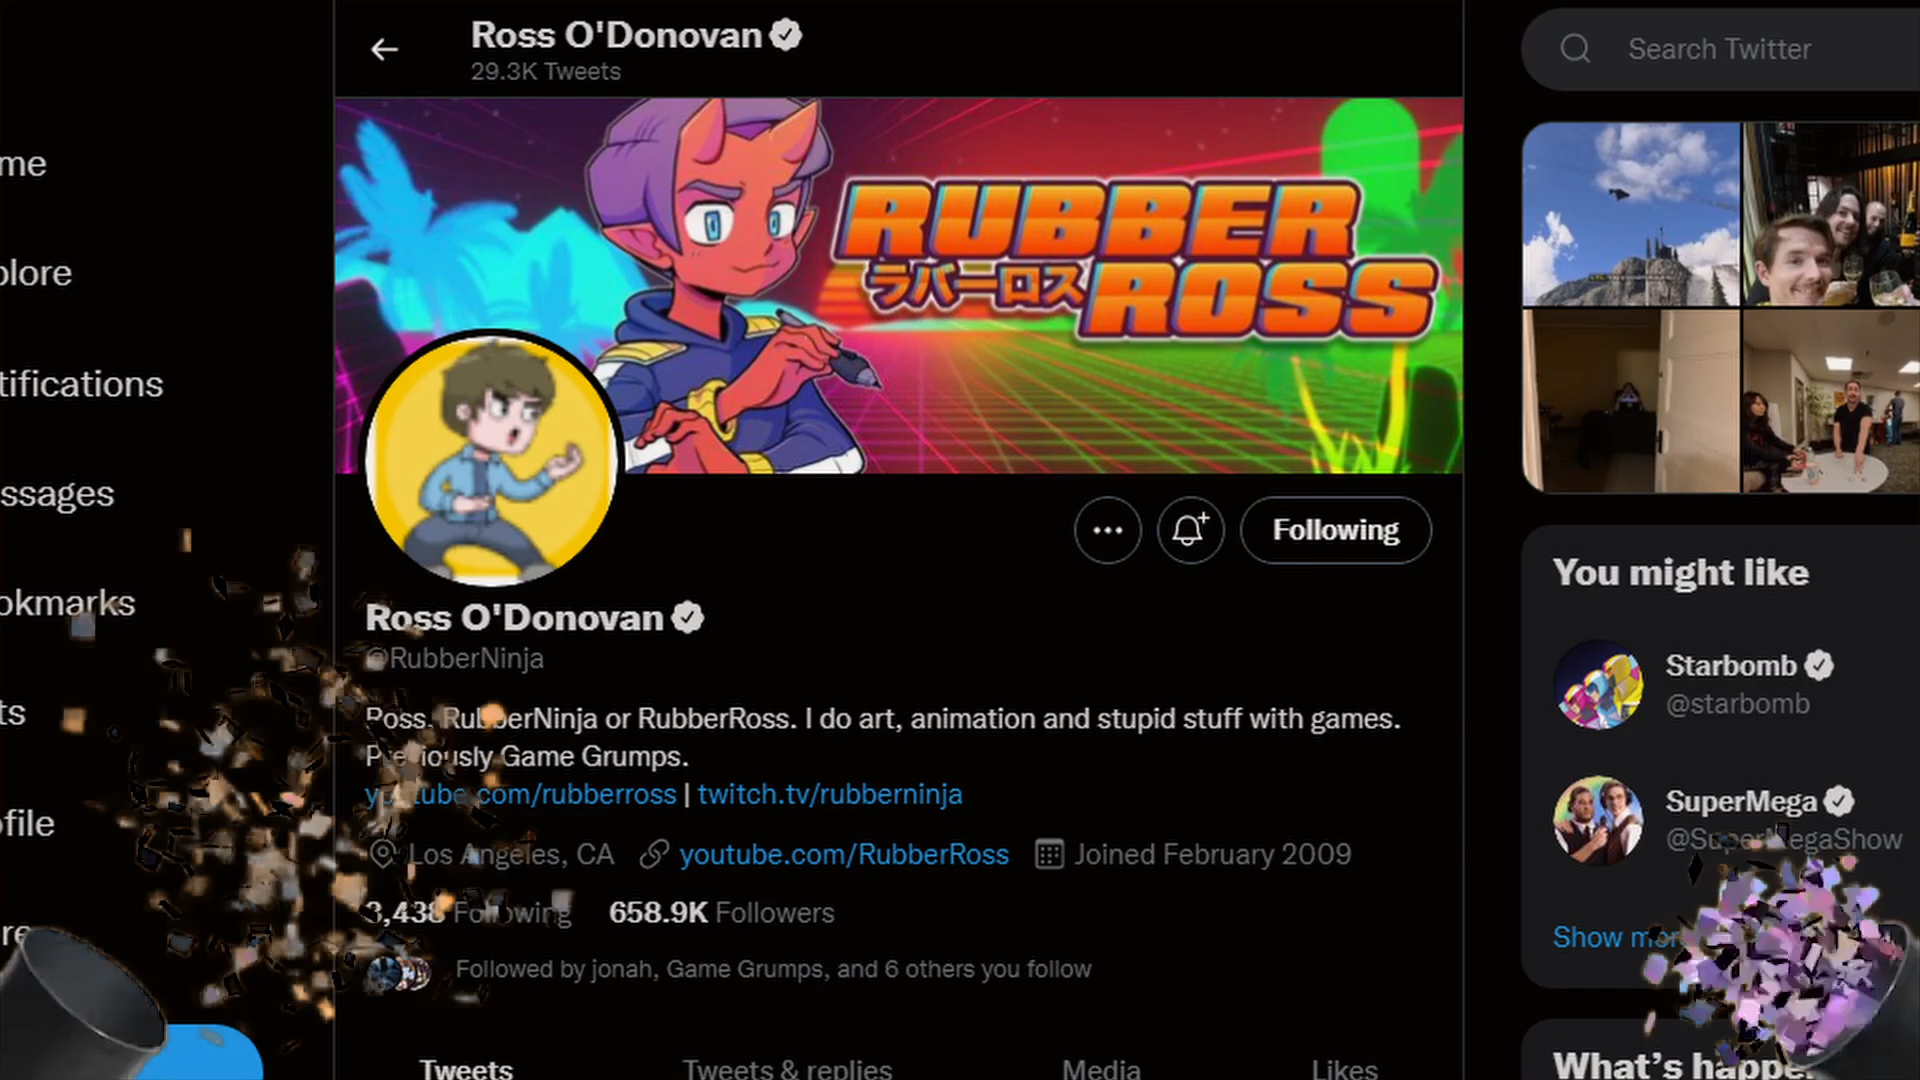 Ross O'Donovan
29.3K Tweets
Search Twitter
me
plore
tifications
ssages
okmarks
ts
ofile
re
RUBBER
ラバーロス ROSS
Following
Ross O'Donovan
@RubberNinja
Ross. RubberNinja or RubberRoss. I do art, animation and stupid stuff with games.
Previously Game Grumps.
youtube.com/rubberross | twitch.tv/rubberninja
Los Angeles, CA youtube.com/RubberRoss Joined February 2009
3,438 Following 658.9K Followers
Followed by jonah, Game Grumps, and 6 others you follow
Tweets Tweets & replies Media Likes
You might like
Starbomb
@starbomb
SuperMega
@SuperMegaShow
Show more
What's happe